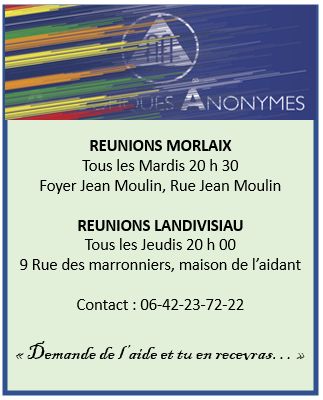 ANONYMES
REUNIONS MORLAIX
Tous les Mardis 20 h 30
Foyer Jean Moulin, Rue Jean Moulin
REUNIONS LANDIVISIAU
Tous les Jeudis 20 h 00
9 Rue des marronniers, maison de l'aidant
Contact : 06-42-23-72-22
« Demande de l'aide et tu en recevras... »